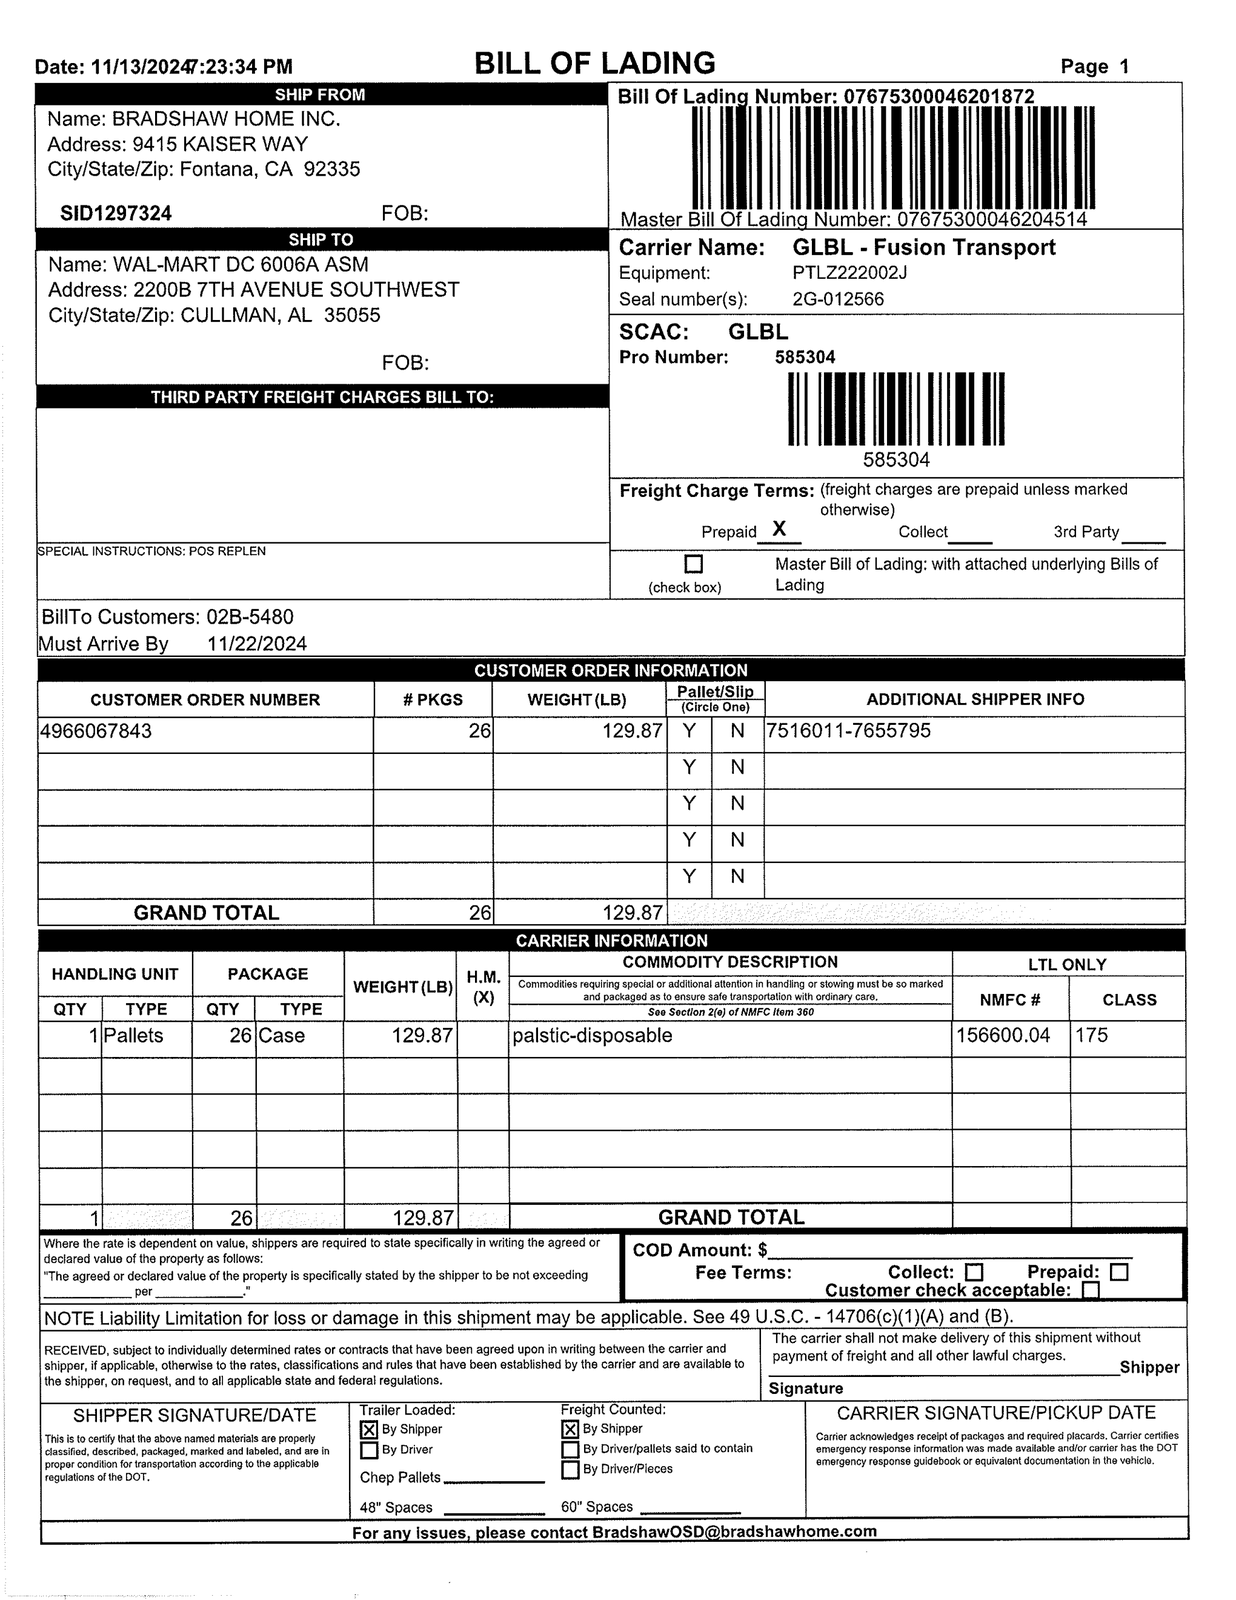 Date: 11/13/2024 7:23:34 PM
BILL OF LADING
Page 1
SHIP FROM
Name: BRADSHAW HOME INC.
Address: 9415 KAISER WAY
City/State/Zip: Fontana, CA 92335
SID1297324 FOB:
Bill Of Lading Number: 07675300046201872
Master Bill Of Lading Number: 07675300046204514
SHIP TO
Name: WAL-MART DC 6006A ASM
Address: 2200B 7TH AVENUE SOUTHWEST
City/State/Zip: CULLMAN, AL 35055
FOB:
Carrier Name: GLBL - Fusion Transport
Equipment: PTLZ222002J
Seal number(s): 2G-012566
SCAC: GLBL
Pro Number: 585304
585304
THIRD PARTY FREIGHT CHARGES BILL TO:
Freight Charge Terms: (freight charges are prepaid unless marked
otherwise)
Prepaid X Collect____ 3rd Party____
SPECIAL INSTRUCTIONS: POS REPLEN
☐ Master Bill of Lading: with attached underlying Bills of
(check box) Lading
BillTo Customers: 02B-5480
Must Arrive By 11/22/2024
CUSTOMER ORDER INFORMATION
CUSTOMER ORDER NUMBER # PKGS WEIGHT(LB) Pallet/Slip (Circle One) ADDITIONAL SHIPPER INFO
4966067843 26 129.87 Y N 7516011-7655795
Y N
Y N
Y N
Y N
GRAND TOTAL 26 129.87
CARRIER INFORMATION
HANDLING UNIT PACKAGE WEIGHT(LB) H.M. (X) COMMODITY DESCRIPTION LTL ONLY
Commodities requiring special or additional attention in handling or stowing must be so marked
and packaged as to ensure safe transportation with ordinary care.
See Section 2(e) of NMFC Item 360
QTY TYPE QTY TYPE NMFC # CLASS
1 Pallets 26 Case 129.87 palstic-disposable 156600.04 175
1 26 129.87 GRAND TOTAL
Where the rate is dependent on value, shippers are required to state specifically in writing the agreed or
declared value of the property as follows:
"The agreed or declared value of the property is specifically stated by the shipper to be not exceeding
____ per ____."
COD Amount: $____
Fee Terms: Collect: ☐ Prepaid: ☐
Customer check acceptable: ☐
NOTE Liability Limitation for loss or damage in this shipment may be applicable. See 49 U.S.C. - 14706(c)(1)(A) and (B).
RECEIVED, subject to individually determined rates or contracts that have been agreed upon in writing between the carrier and
shipper, if applicable, otherwise to the rates, classifications and rules that have been established by the carrier and are available to
the shipper, on request, and to all applicable state and federal regulations.
The carrier shall not make delivery of this shipment without
payment of freight and all other lawful charges.
____Shipper
Signature
SHIPPER SIGNATURE/DATE
This is to certify that the above named materials are properly
classified, described, packaged, marked and labeled, and are in
proper condition for transportation according to the applicable
regulations of the DOT.
Trailer Loaded:
☒ By Shipper
☐ By Driver
Chep Pallets ____
48" Spaces ____
Freight Counted:
☒ By Shipper
☐ By Driver/pallets said to contain
☐ By Driver/Pieces
60" Spaces ____
CARRIER SIGNATURE/PICKUP DATE
Carrier acknowledges receipt of packages and required placards. Carrier certifies
emergency response information was made available and/or carrier has the DOT
emergency response guidebook or equivalent documentation in the vehicle.
For any issues, please contact BradshawOSD@bradshawhome.com